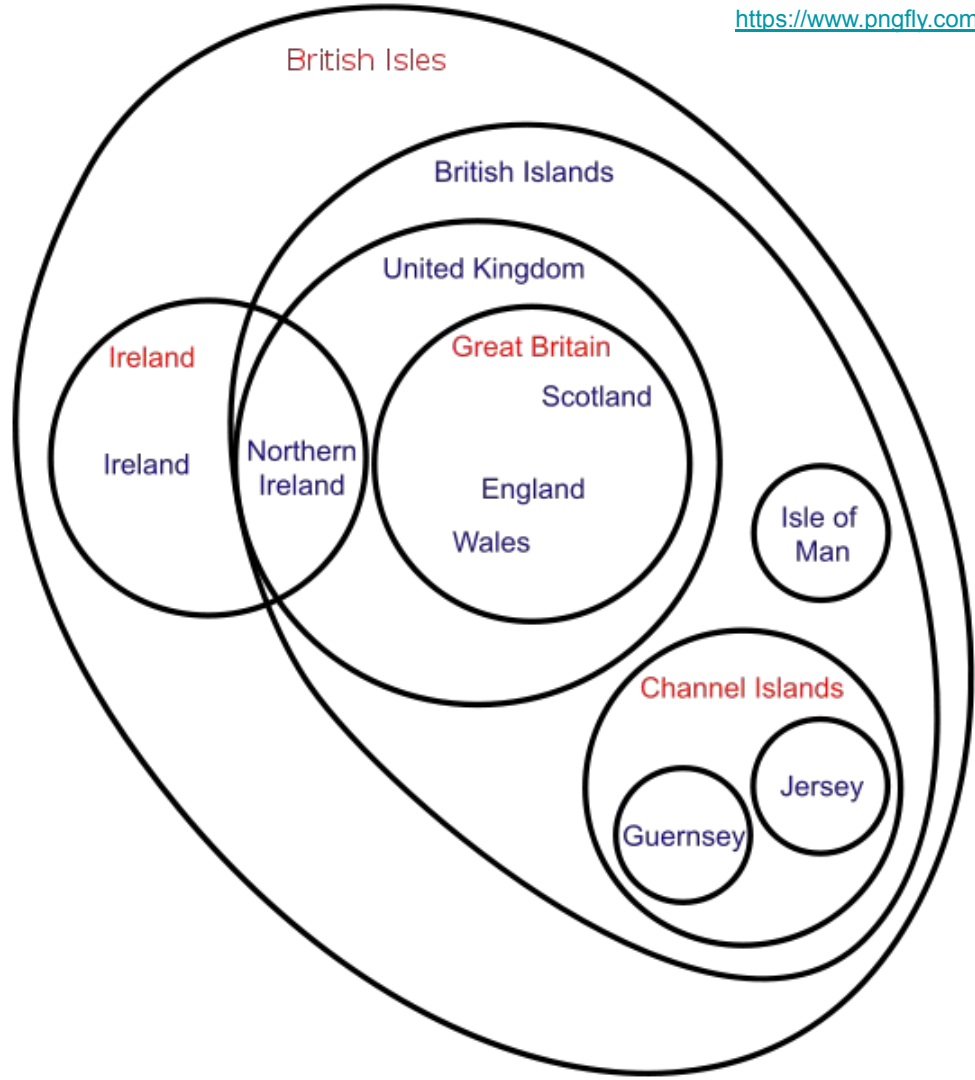 https://www.pngfly.com
British Isles
British Islands
United Kingdom
Great Britain
Ireland
Scotland
Northern
Ireland
Ireland
England
Wales
Isle of
Man
Channel Islands
Jersey
Guernsey